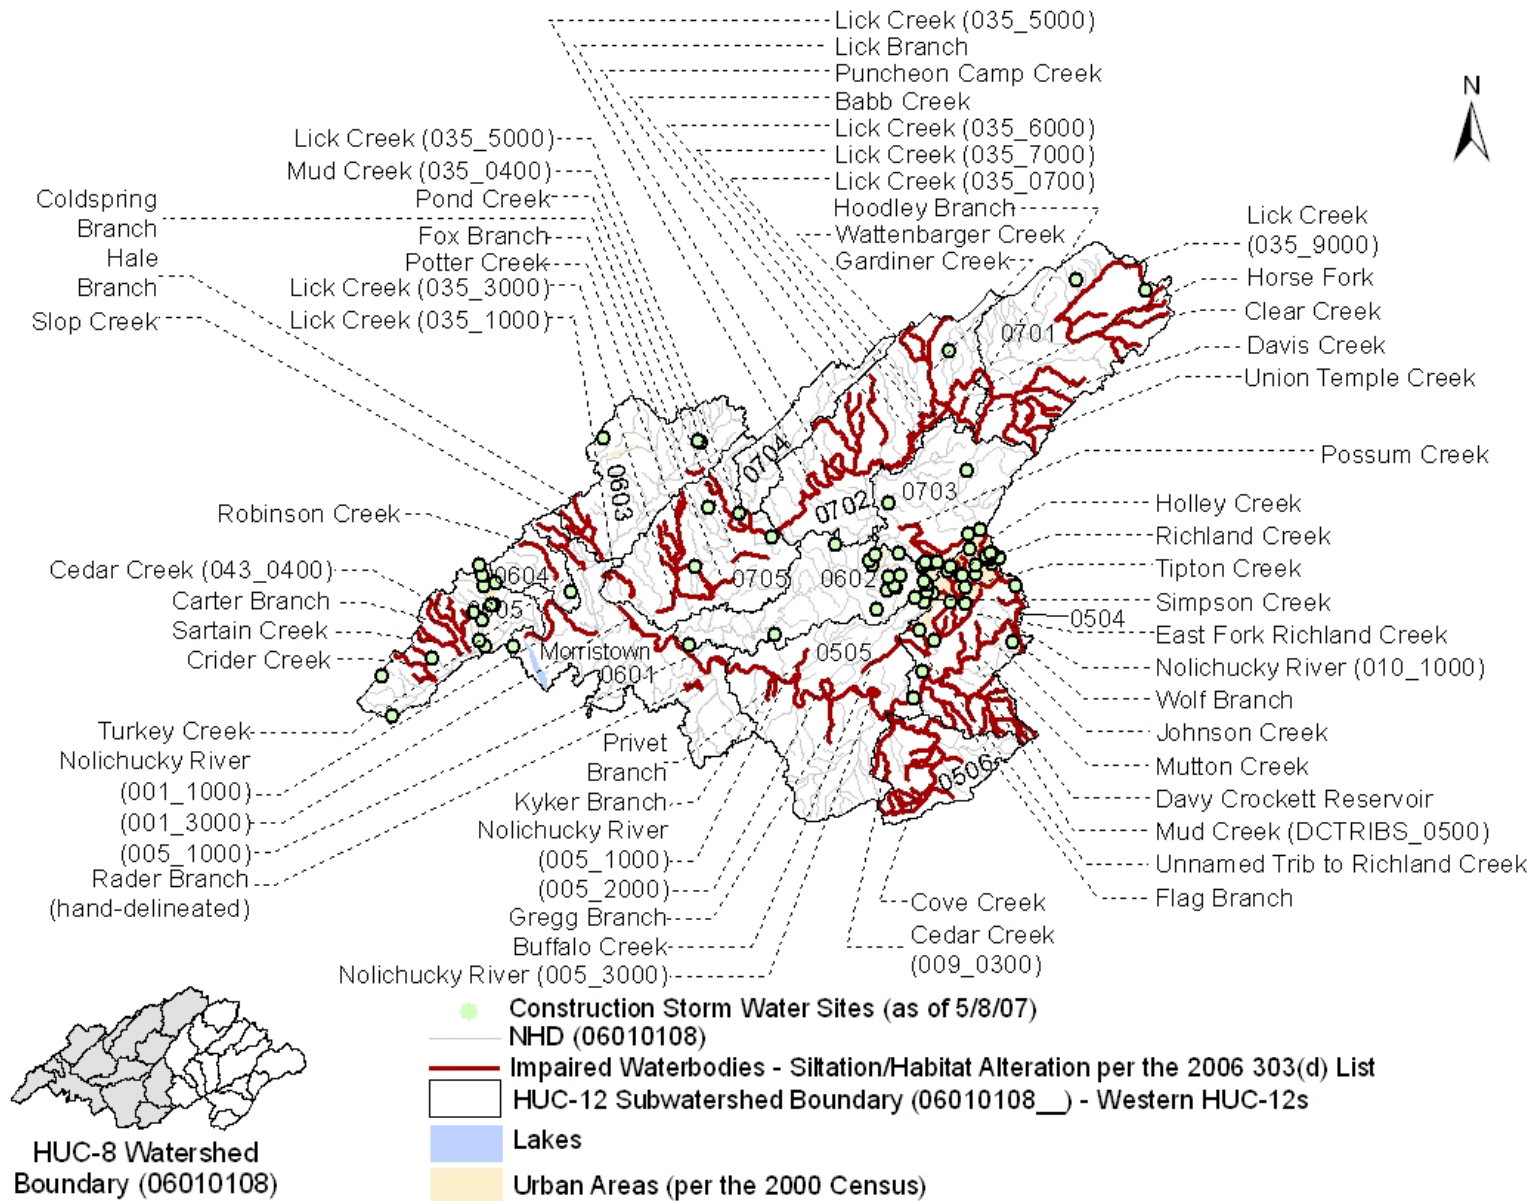 Lick Creek (035_5000)
Lick Branch
Puncheon Camp Creek
Babb Creek
Lick Creek (035_6000)
Lick Creek (035_7000)
Lick Creek (035_0700)
Hoodley Branch
Wattenbarger Creek
Gardiner Creek
N
Lick Creek (035_5000)
Mud Creek (035_0400)
Pond Creek
Fox Branch
Potter Creek
Lick Creek (035_3000)
Lick Creek (035_1000)
Coldspring
Branch
Hale
Branch
Slop Creek
Lick Creek
(035_9000)
Horse Fork
Clear Creek
Davis Creek
Union Temple Creek
Possum Creek
Holley Creek
Richland Creek
Tipton Creek
Simpson Creek
0504
East Fork Richland Creek
Nolichucky River (010_1000)
Wolf Branch
Johnson Creek
Mutton Creek
Davy Crockett Reservoir
Mud Creek (DCTRIBS_0500)
Unnamed Trib to Richland Creek
Flag Branch
0701
0704
0702
0703
0603
0705
0602
0604
0505
Morristown
0601
0506
Robinson Creek
Cedar Creek (043_0400)
Carter Branch
Sartain Creek
Crider Creek
Turkey Creek
Nolichucky River
(001_1000)
(001_3000)
(005_1000)
Rader Branch
(hand-delineated)
Privet
Branch
Kyker Branch
Nolichucky River
(005_1000)
(005_2000)
Gregg Branch
Buffalo Creek
Nolichucky River (005_3000)
Cove Creek
Cedar Creek
(009_0300)
HUC-8 Watershed
Boundary (06010108)
Construction Storm Water Sites (as of 5/8/07)
NHD (06010108)
Impaired Waterbodies - Siltation/Habitat Alteration per the 2006 303(d) List
HUC-12 Subwatershed Boundary (06010108__) - Western HUC-12s
Lakes
Urban Areas (per the 2000 Census)